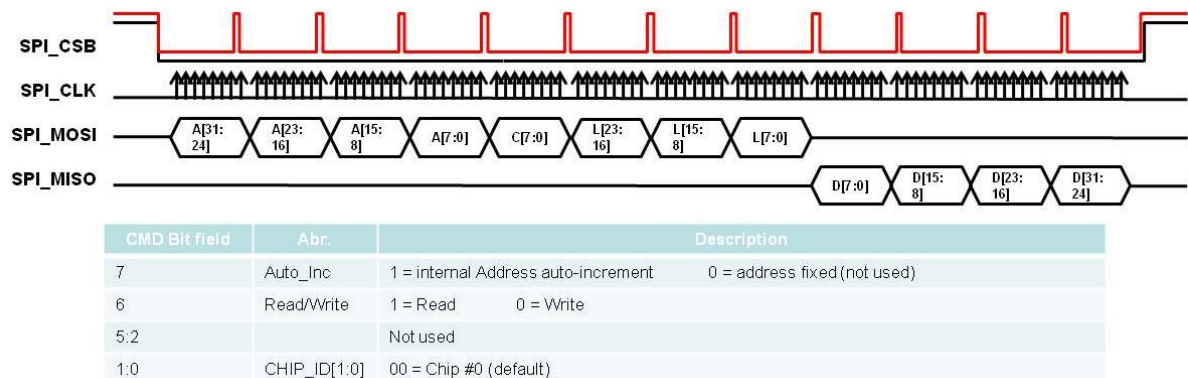 SPI_CSB
SPI_CLK
SPI_MOSI
A[31:
24]
A[23:
16]
A[15:
8]
A[7:0]
C[7:0]
L[23:
16]
L[15:
8]
L[7:0]
SPI_MISO
D[7:0]
D[15:
8]
D[23:
16]
D[31:
24]
CMD Bit field Abr. Description
7 Auto_Inc 1 = internal Address auto-increment 0 = address fixed (not used)
6 Read/Write 1 = Read 0 = Write
5:2 Not used
1:0 CHIP_ID[1:0] 00 = Chip #0 (default)